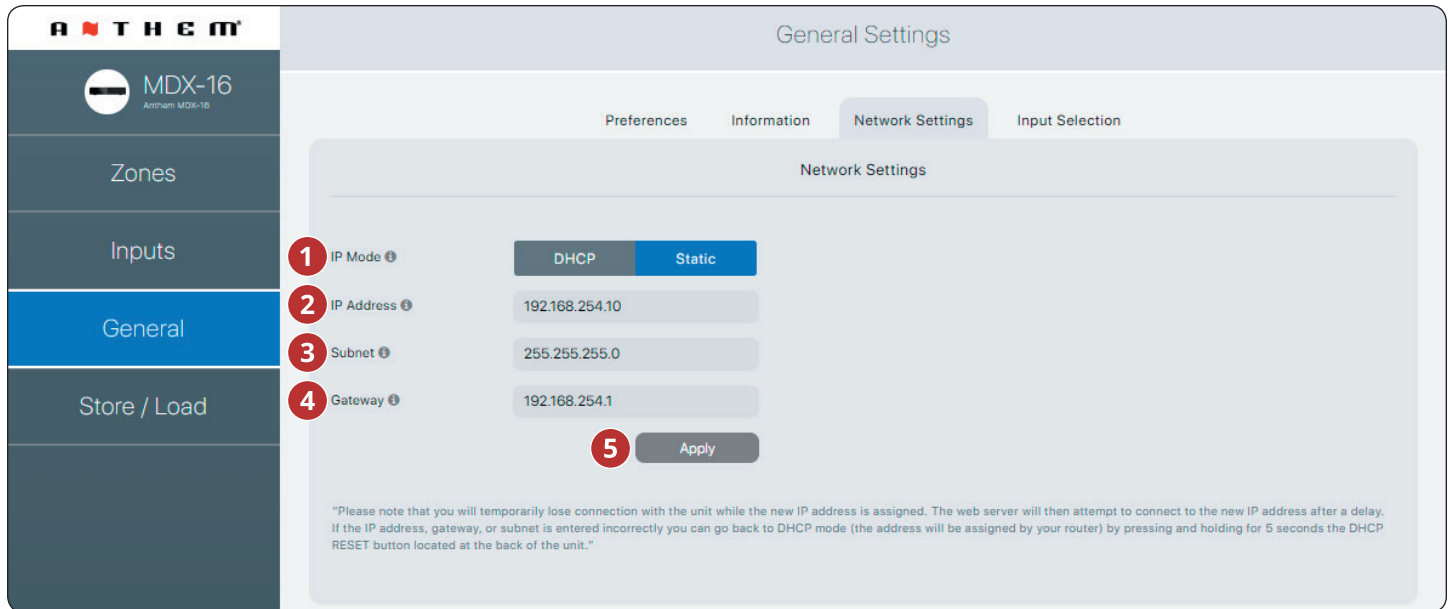 ANTHEM
General Settings
MDX-16
Anthem MDX-16
Preferences Information Network Settings Input Selection
Zones
Network Settings
Inputs
1 IP Mode DHCP Static
2 IP Address 192.168.254.10
General
3 Subnet 255.255.255.0
4 Gateway 192.168.254.1
Store / Load
5 Apply
"Please note that you will temporarily lose connection with the unit while the new IP address is assigned. The web server will then attempt to connect to the new IP address after a delay.
If the IP address, gateway, or subnet is entered incorrectly you can go back to DHCP mode (the address will be assigned by your router) by pressing and holding for 5 seconds the DHCP
RESET button located at the back of the unit."